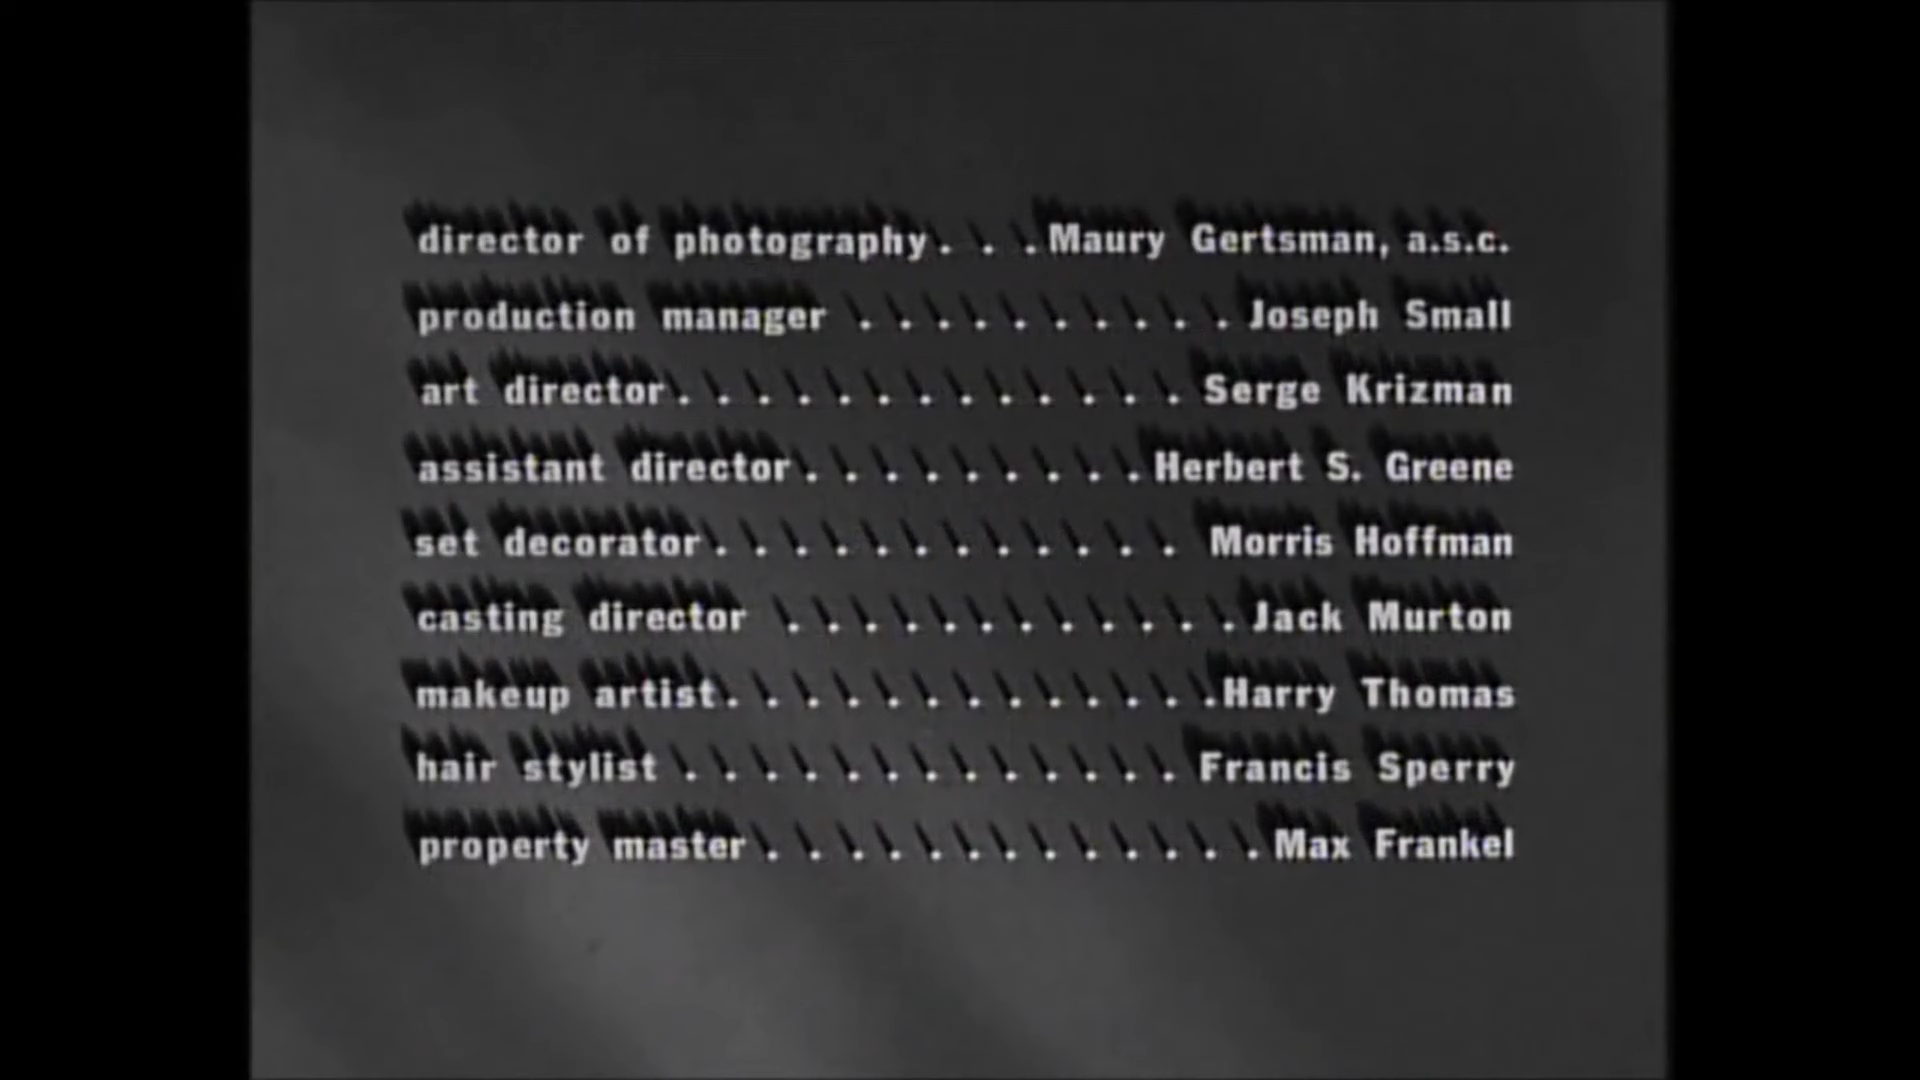 director of photography. . .Maury Gertsman, a.s.c.
production manager . . . . . . . . . .Joseph Small
art director. . . . . . . . . . . . . Serge Krizman
assistant director. . . . . . . . .Herbert S. Greene
set decorator. . . . . . . . . . . . Morris Hoffman
casting director . . . . . . . . . . . .Jack Murton
makeup artist. . . . . . . . . . . . .Harry Thomas
hair stylist . . . . . . . . . . . . . Francis Sperry
property master . . . . . . . . . . . . .Max Frankel